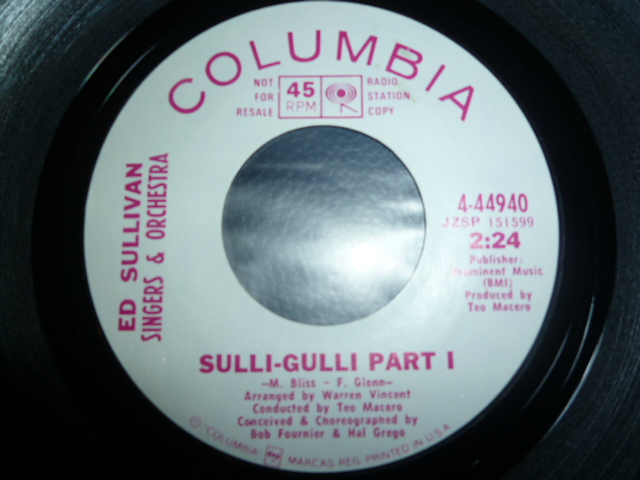 COLUMBIA
NOT FOR RESALE
45 RPM
RADIO STATION COPY
ED SULLIVAN
SINGERS & ORCHESTRA
4-44940
JZSP 151599
2:24
Publisher:
Prominent Music
(BMI)
Produced by
Teo Macero
SULLI-GULLI PART I
—M. Bliss — F. Glenn—
Arranged by Warren Vincent
Conducted by Teo Macero
Conceived & Choreographed by
Bob Fournier & Hal Grego
© "COLUMBIA" MARCAS REG. PRINTED IN U.S.A.